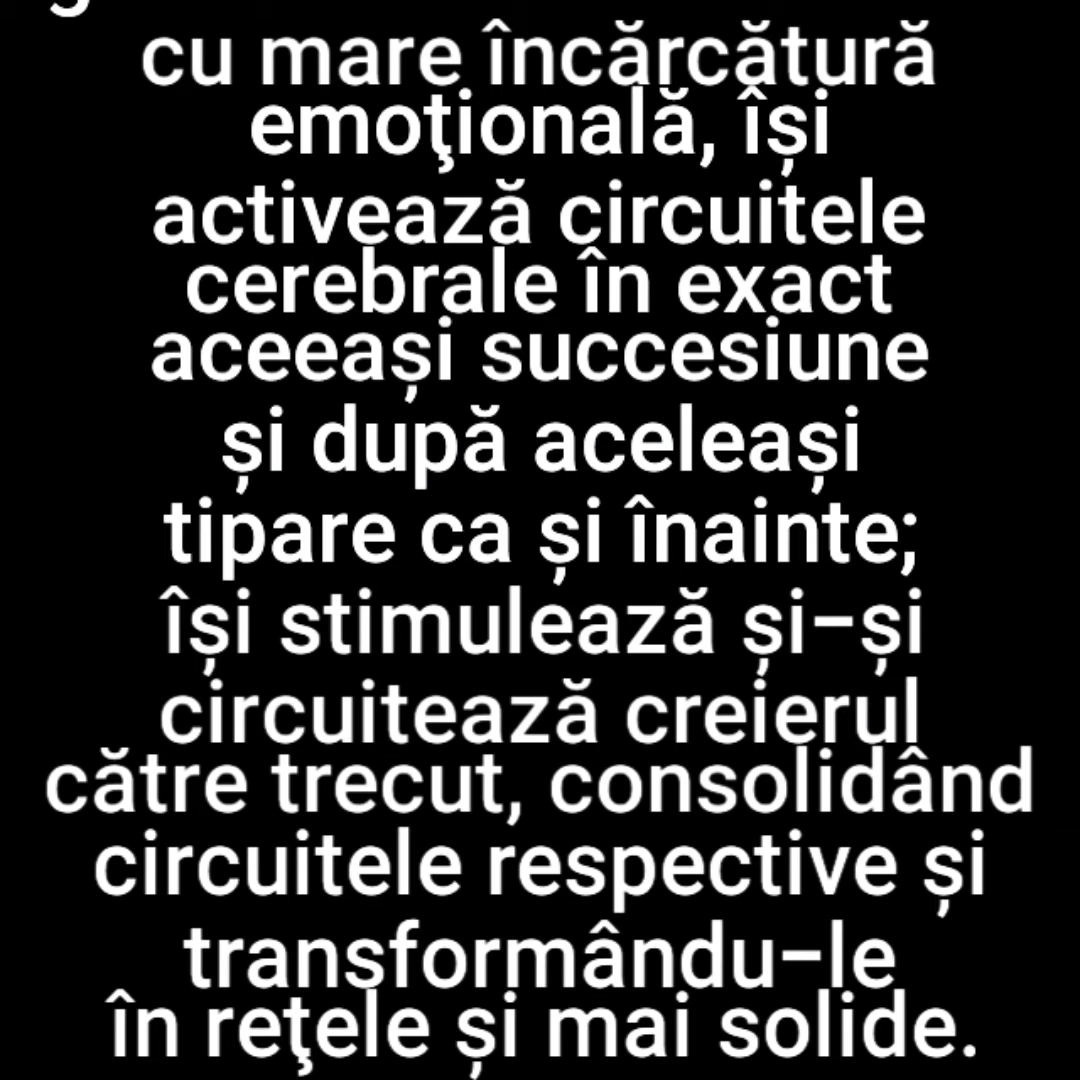 cu mare încărcătură
emoţională, își
activează circuitele
cerebrale în exact
aceeași succesiune
și după aceleași
tipare ca și înainte;
își stimulează și-și
circuitează creierul
către trecut, consolidând
circuitele respective și
transformându-le
în reţele și mai solide.